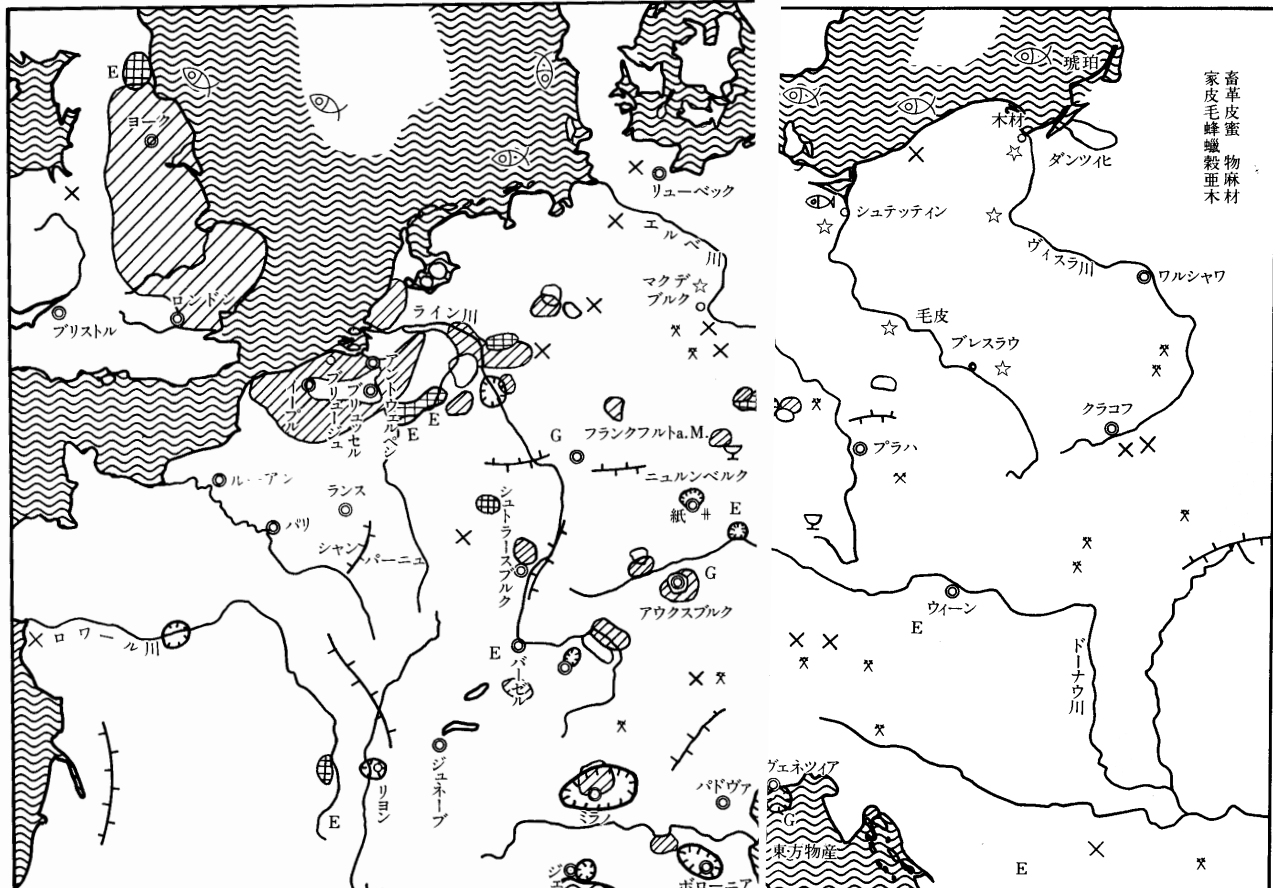 E
ヨーク
ロンドン
ブリストル
リューベック
エルベ川
マクデ
ブルク
ライン川
アントウェルペン
ブリュージュ
ブリュッセル
イープル
E
E
G
フランクフルトa.M.
ニュルンベルク
紙
E
ルーアン
ランス
パリ
シャンパーニュ
シュトラースブルク
G
アウクスブルク
ロワール川
E
バーゼル
ジュネーブ
リヨン
E
ミラノ
パドヴァ
ボローニア
琥珀
木材
ダンツィヒ
家畜
皮革
毛皮
蜂蜜
蠟
穀物
亜麻
木材
シュテッティン
ヴィスラ川
ワルシャワ
毛皮
ブレスラウ
クラコフ
プラハ
ウィーン
E
ドーナウ川
ヴェネツィア
G
東方物産
E